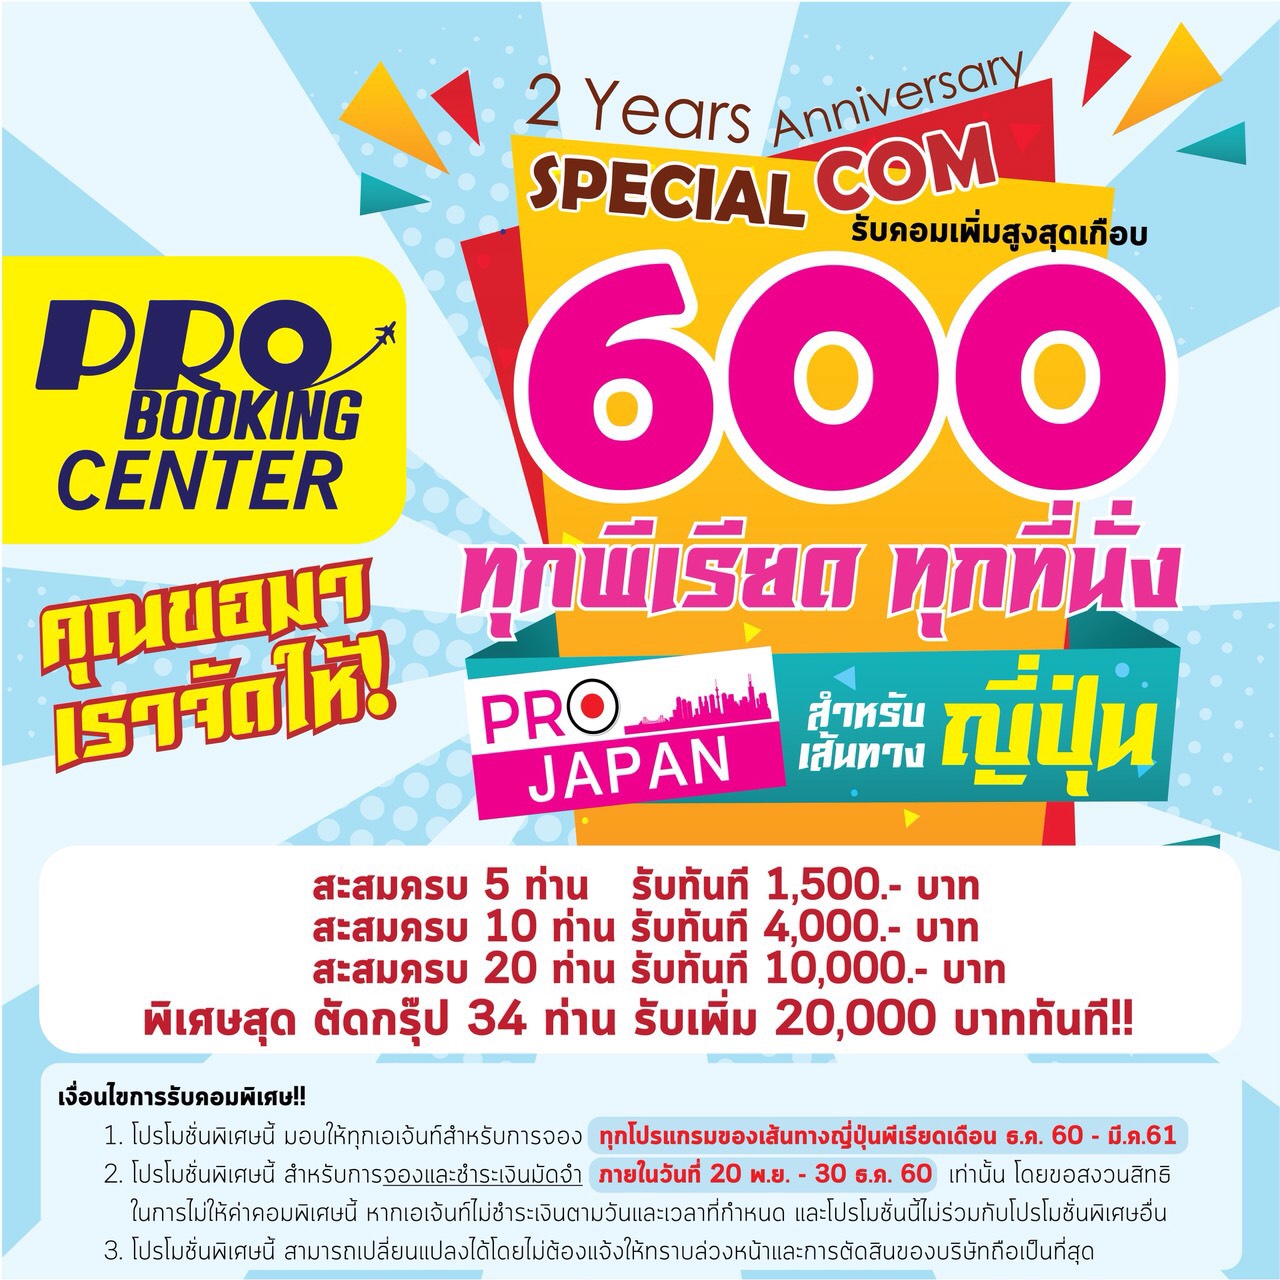 2 Years Anniversary
SPECIAL COM
รับคอมเพิ่มสูงสุดเกือบ
600
PRO
BOOKING
CENTER
ทุกพีเรียด ทุกที่นั่ง
คุณขอมา
เราจัดให้!
PRO
JAPAN
สำหรับ
เส้นทาง
ญี่ปุ่น
สะสมครบ 5 ท่าน รับทันที 1,500.- บาท
สะสมครบ 10 ท่าน รับทันที 4,000.- บาท
สะสมครบ 20 ท่าน รับทันที 10,000.- บาท
พิเศษสุด ตัดกรุ๊ป 34 ท่าน รับเพิ่ม 20,000 บาททันที!!
เงื่อนไขการรับคอมพิเศษ!!
1. โปรโมชั่นพิเศษนี้ มอบให้ทุกเอเจ้นท์สำหรับการจอง ทุกโปรแกรมของเส้นทางญี่ปุ่นพีเรียดเดือน ธ.ค. 60 - มี.ค.61
2. โปรโมชั่นพิเศษนี้ สำหรับการจองและชำระเงินมัดจำ ภายในวันที่ 20 พ.ย. - 30 ธ.ค. 60 เท่านั้น โดยขอสงวนสิทธิ
ในการไม่ให้ค่าคอมพิเศษนี้ หากเอเจ้นท์ไม่ชำระเงินตามวันและเวลาที่กำหนด และโปรโมชั่นนี้ไม่ร่วมกับโปรโมชั่นพิเศษอื่น
3. โปรโมชั่นพิเศษนี้ สามารถเปลี่ยนแปลงได้โดยไม่ต้องแจ้งให้ทราบล่วงหน้าและการตัดสินของบริษัทถือเป็นที่สุด